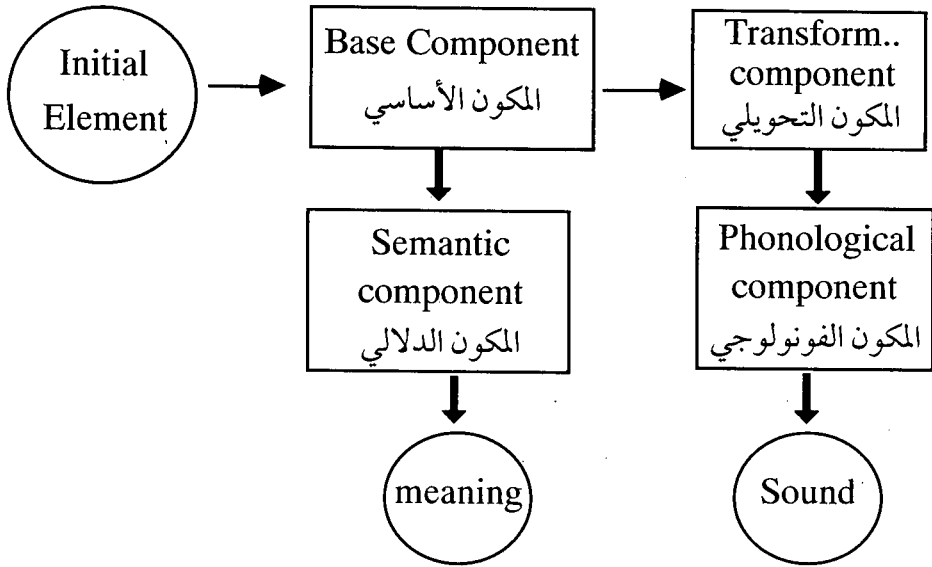 Initial
Element
Base Component
المكون الأساسي
Transform..
component
المكون التحويلي
Semantic
component
المكون الدلالي
Phonological
component
المكون الفونولوجي
meaning
Sound